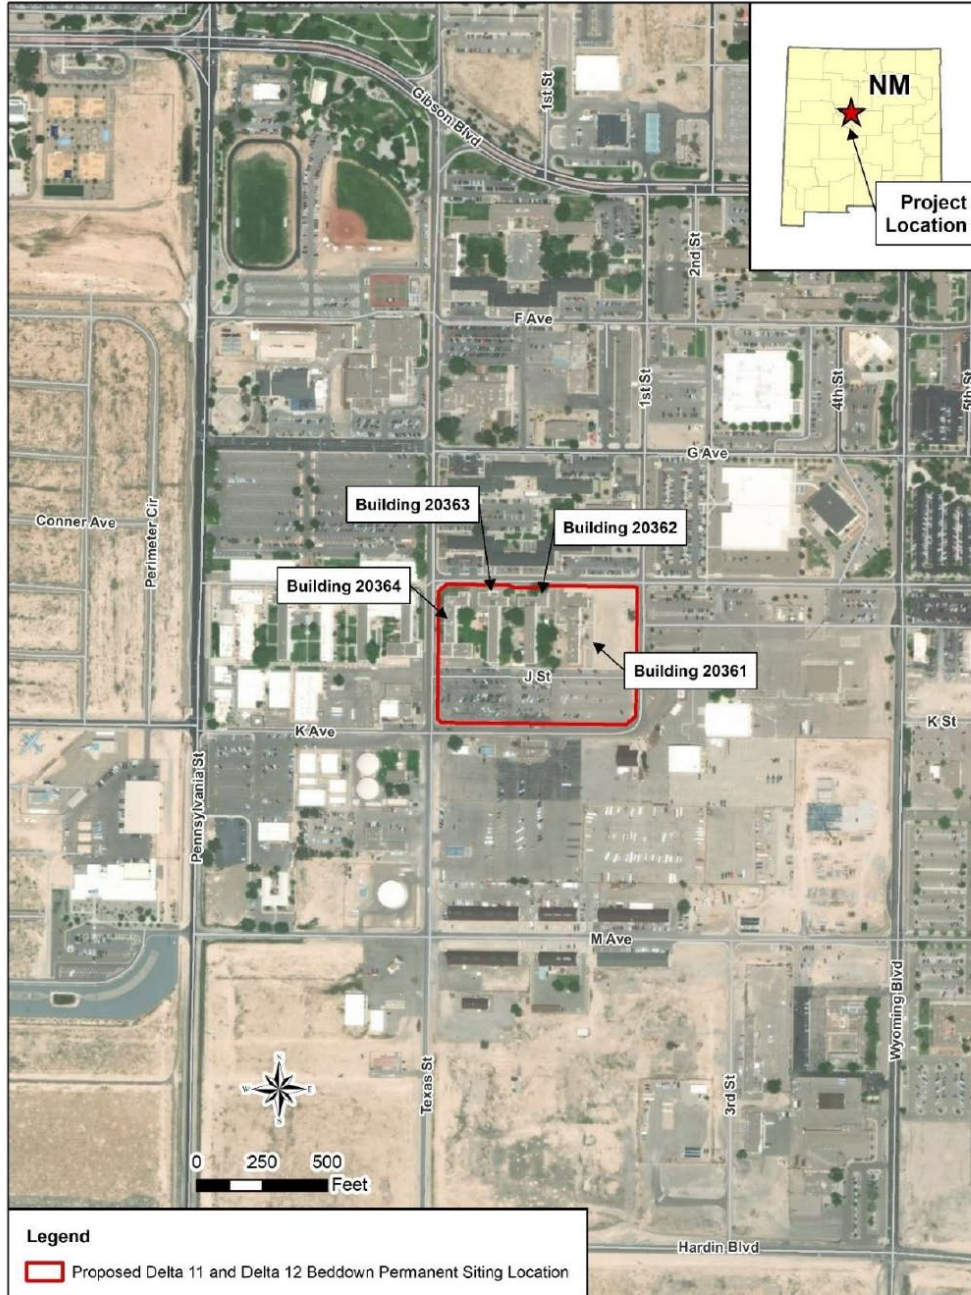 NM
Project
Location
Gibson Blvd
1st St
2nd St
F Ave
1st St
4th St
5th St
G Ave
Building 20363
Building 20362
Conner Ave
Perimeter Cir
Building 20364
Building 20361
J St
K St
K Ave
Pennsylvania St
M Ave
Wyoming Blvd
Texas St
3rd St
W
E
S
0 250 500
Feet
Legend
Hardin Blvd
Proposed Delta 11 and Delta 12 Beddown Permanent Siting Location